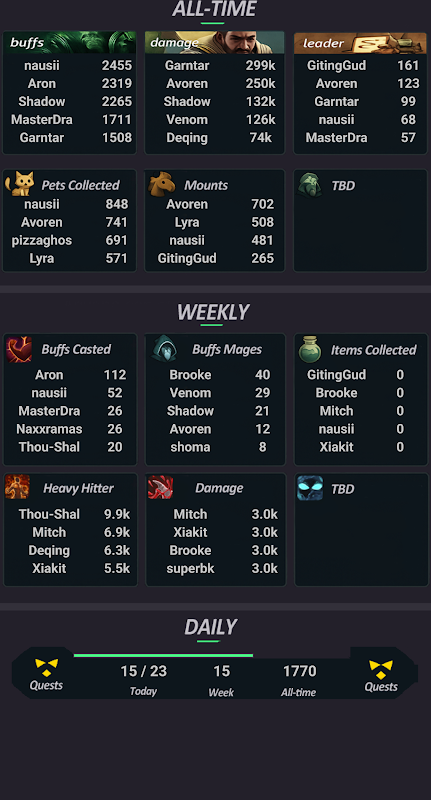 ALL-TIME
buffs
nausii 2455
Aron 2319
Shadow 2265
MasterDra 1711
Garntar 1508
damage
Garntar 299k
Avoren 250k
Shadow 132k
Venom 126k
Deqing 74k
leader
GitingGud 161
Avoren 123
Garntar 99
nausii 68
MasterDra 57
Pets Collected
nausii 848
Avoren 741
pizzaghos 691
Lyra 571
Mounts
Avoren 702
Lyra 508
nausii 481
GitingGud 265
TBD
WEEKLY
Buffs Casted
Aron 112
nausii 52
MasterDra 26
Naxxramas 26
Thou-Shal 20
Buffs Mages
Brooke 40
Venom 29
Shadow 21
Avoren 12
shoma 8
Items Collected
GitingGud 0
Brooke 0
Mitch 0
nausii 0
Xiakit 0
Heavy Hitter
Thou-Shal 9.9k
Mitch 6.9k
Deqing 6.3k
Xiakit 5.5k
Damage
Mitch 3.0k
Xiakit 3.0k
Brooke 3.0k
superbk 3.0k
TBD
DAILY
Quests
15 / 23 15 1770
Today Week All-time
Quests